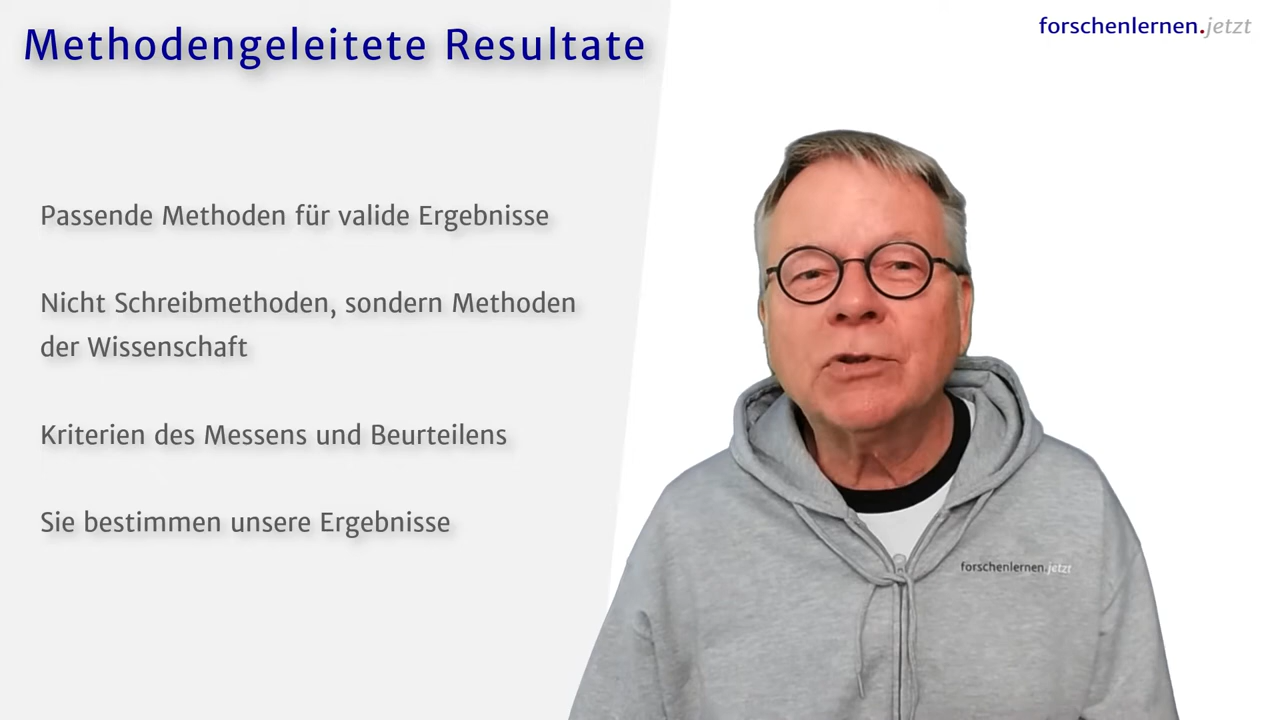 Methodengeleitete Resultate
forschenlernen.jetzt
Passende Methoden für valide Ergebnisse
Nicht Schreibmethoden, sondern Methoden
der Wissenschaft
Kriterien des Messens und Beurteilens
Sie bestimmen unsere Ergebnisse
forschenlernen.jetzt